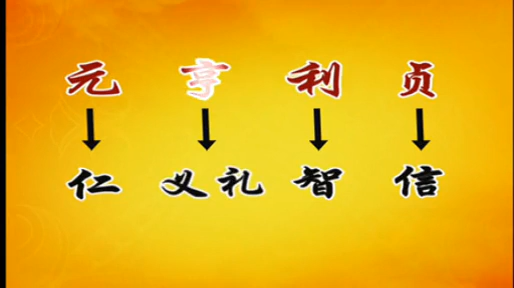 元 亨 利 贞
仁 义礼 智 信